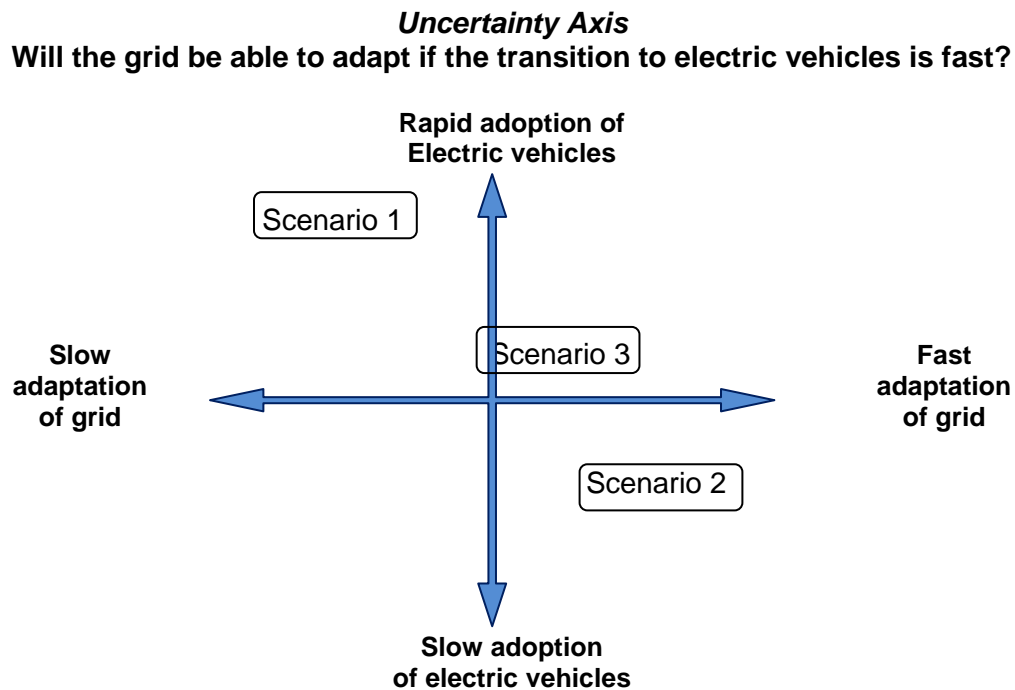 Uncertainty Axis
Will the grid be able to adapt if the transition to electric vehicles is fast?
Rapid adoption of
Electric vehicles
Scenario 1
Scenario 3
Slow
adaptation
of grid
Fast
adaptation
of grid
Scenario 2
Slow adoption
of electric vehicles